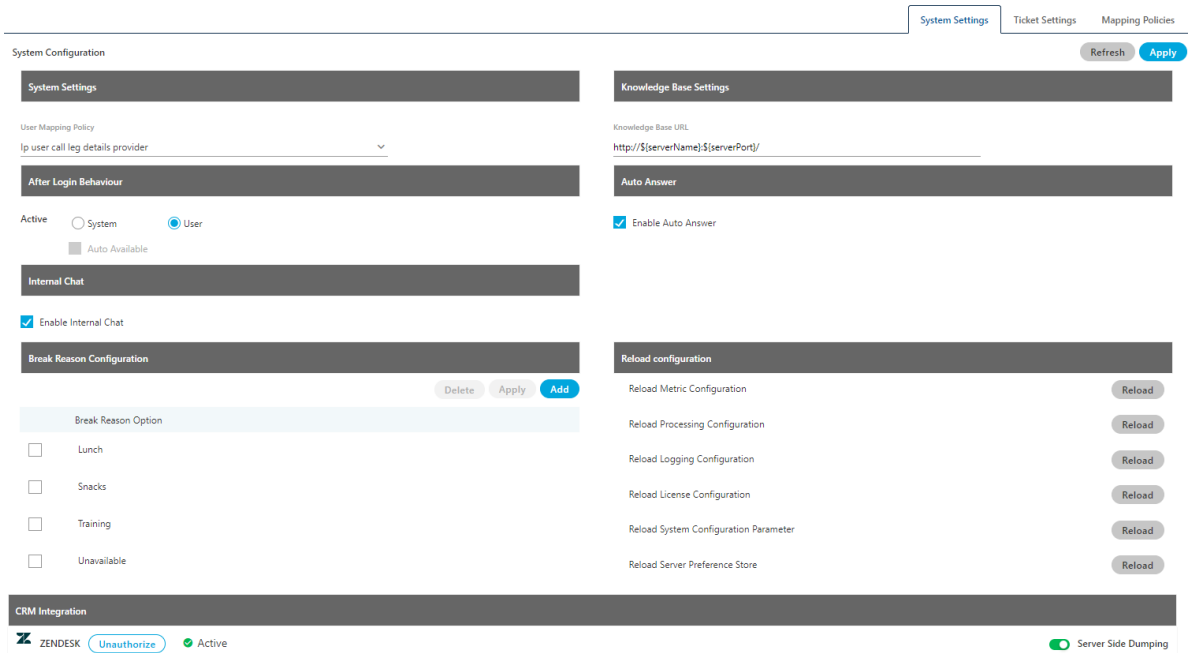 System Settings Ticket Settings Mapping Policies
System Configuration Refresh Apply
System Settings
User Mapping Policy
Ip user call leg details provider
After Login Behaviour
Active System User
Auto Available
Internal Chat
Enable Internal Chat
Knowledge Base Settings
Knowledge Base URL
http://${serverName}:${serverPort}/
Auto Answer
Enable Auto Answer
Break Reason Configuration
Delete Apply Add
Break Reason Option
Lunch
Snacks
Training
Unavailable
Reload configuration
Reload Metric Configuration Reload
Reload Processing Configuration Reload
Reload Logging Configuration Reload
Reload License Configuration Reload
Reload System Configuration Parameter Reload
Reload Server Preference Store Reload
CRM Integration
ZENDESK Unauthorize Active Server Side Dumping